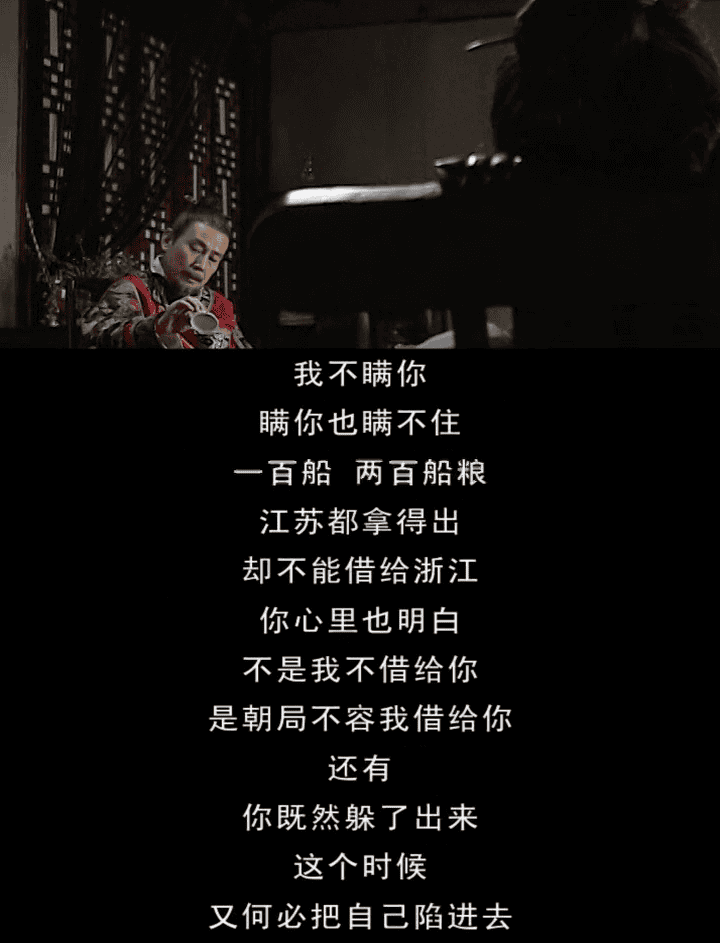 我不瞒你
瞒你也瞒不住
一百船 两百船粮
江苏都拿得出
却不能借给浙江
你心里也明白
不是我不借给你
是朝局不容我借给你
还有
你既然躲了出来
这个时候
又何必把自己陷进去